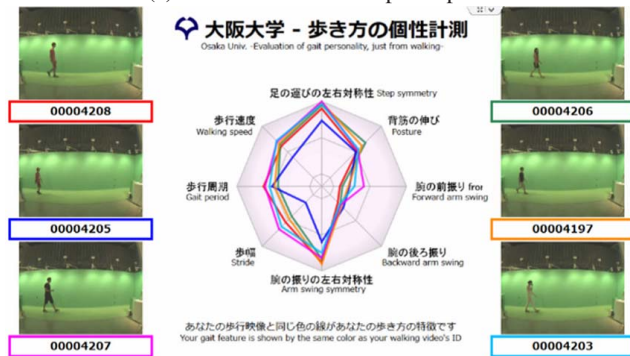 大阪大学 - 歩き方の個性計測
Osaka Univ. -Evaluation of gait personality, just from walking-
00004208
00004205
00004207
足の運びの左右対称性 Step symmetry
歩行速度
Walking speed
背筋の伸び
Posture
歩行周期
Gait period
腕の前振り fror
Forward arm swing
歩幅
Stride
腕の後ろ振り
Backward arm swing
腕の振りの左右対称性
Arm swing symmetry
あなたの歩行映像と同じ色の線があなたの歩き方の特徴です
Your gait feature is shown by the same color as your walking video's ID
00004206
00004197
00004203